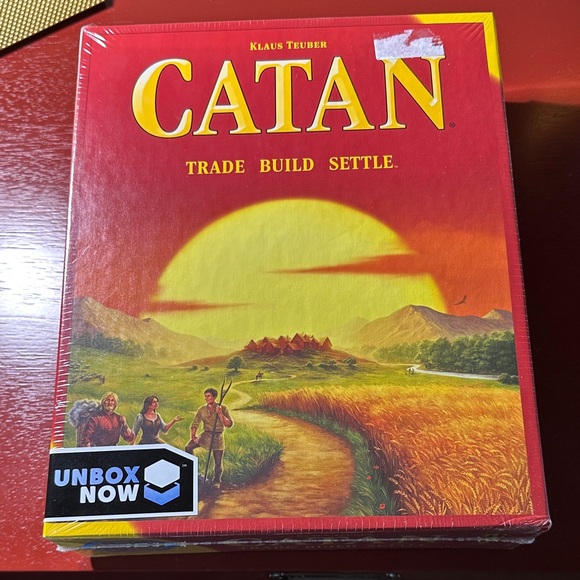 KLAUS TEUBER
CATAN
TRADE BUILD SETTLE
UNBOX
NOW